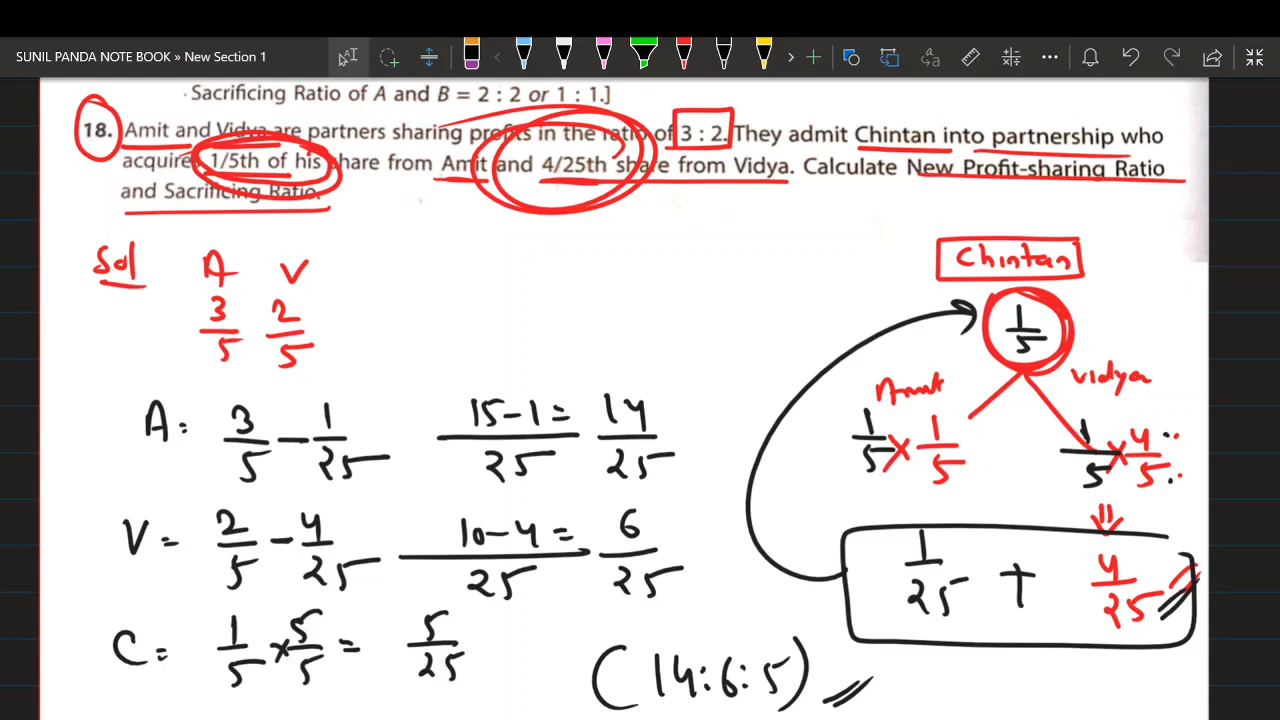 SUNIL PANDA NOTE BOOK » New Section 1
Sacrificing Ratio of A and B = 2 : 2 or 1 : 1.]
18. Amit and Vidya are partners sharing profits in the ratio of 3 : 2. They admit Chintan into partnership who
acquires 1/5th of his share from Amit and 4/25th share from Vidya. Calculate New Profit-sharing Ratio
and Sacrificing Ratio.
Sol A V
3/5 2/5
Chintan
1/5
Amit Vidya
1/5 × 1/5 1/5 × 4/5
A: 3/5 − 1/25 15−1/25 = 14/25
V = 2/5 − 4/25 10−4/25 = 6/25
1/25 + 4/25
C = 1/5 × 5/5 = 5/25
(14:6:5)